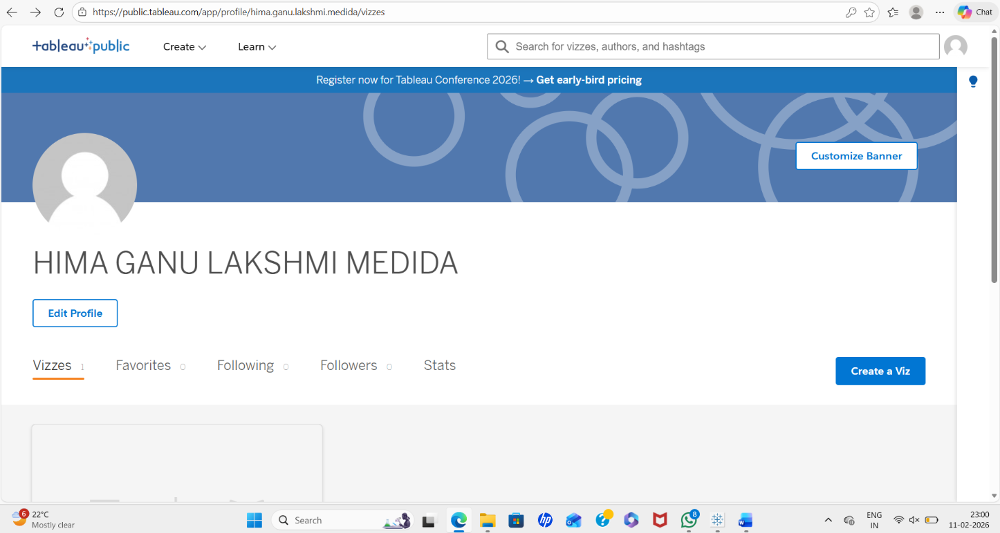 https://public.tableau.com/app/profile/hima.ganu.lakshmi.medida/vizzes
Chat
+ableau public
Create
Learn
Search for vizzes, authors, and hashtags
Register now for Tableau Conference 2026! → Get early-bird pricing
Customize Banner
HIMA GANU LAKSHMI MEDIDA
Edit Profile
Vizzes 1 Favorites 0 Following 0 Followers 0 Stats
Create a Viz
6
22°C
Mostly clear
Search
hp
?
8
W
ENG
IN
23:00
11-02-2026